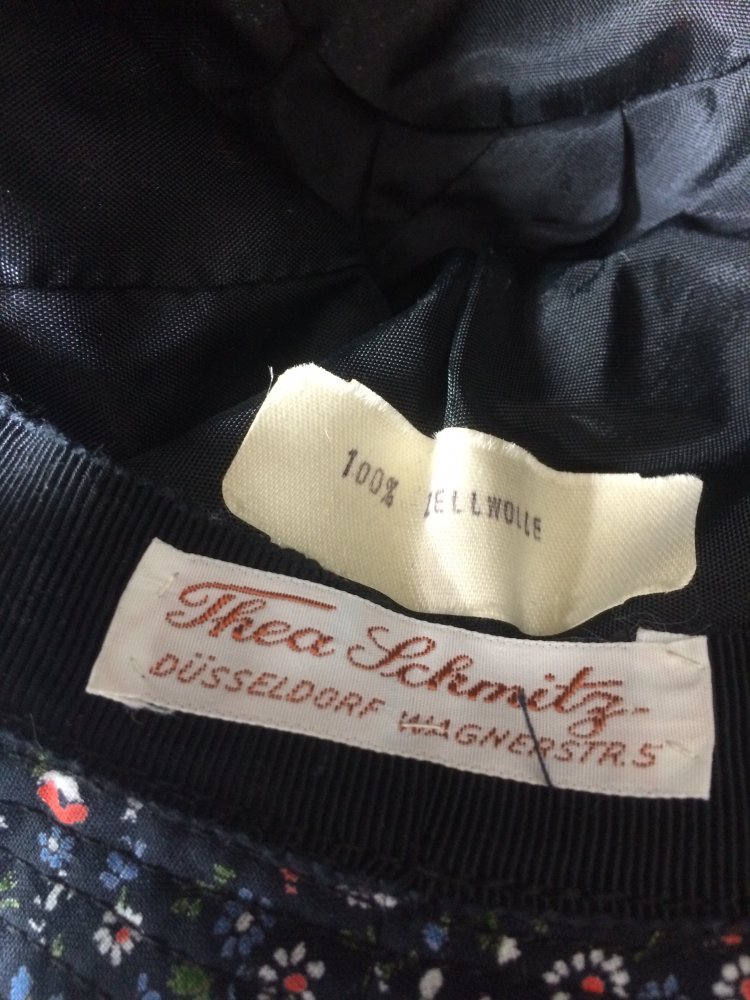 100% ZELLWOLLE
Thea Schmitz
DÜSSELDORF WAGNERSTR.5